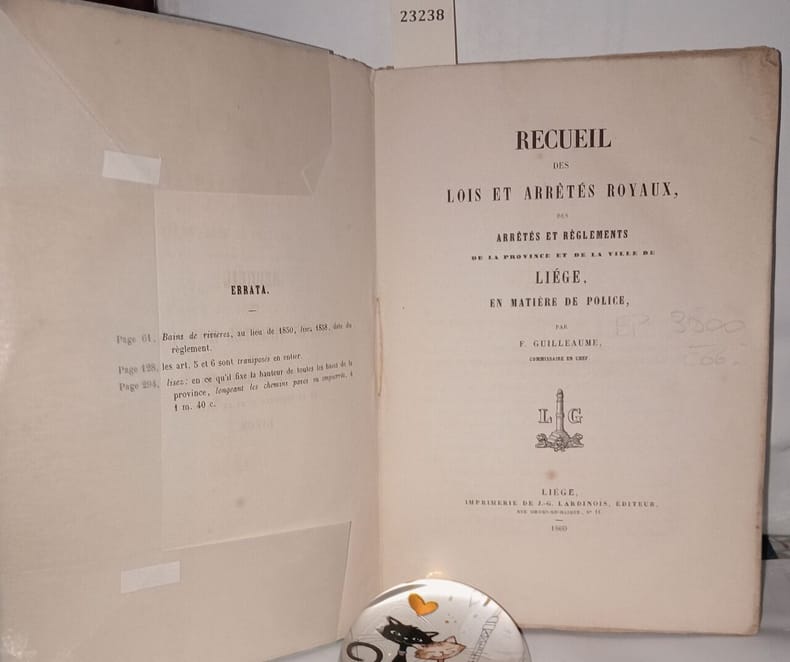 23238
ERRATA.
Page 61, Bains de rivières, au lieu de 1850, lisez 1858, date du
règlement.
Page 128, les art. 5 et 6 sont transposés en entier.
Page 294, lisez: en ce qu'il fixe la hauteur de toutes les haies de la
province, longeant les chemins pavés ou empierrés, à
1 m. 40 c.
RECUEIL
DES
LOIS ET ARRÊTÉS ROYAUX,
DES
ARRÊTÉS ET RÈGLEMENTS
DE LA PROVINCE ET DE LA VILLE DE
LIÉGE,
EN MATIÈRE DE POLICE,
PAR
F. GUILLEAUME,
COMMISSAIRE EN CHEF.
L G
LIÉGE,
IMPRIMERIE DE J.-G. LARDINOIS, ÉDITEUR,
1860